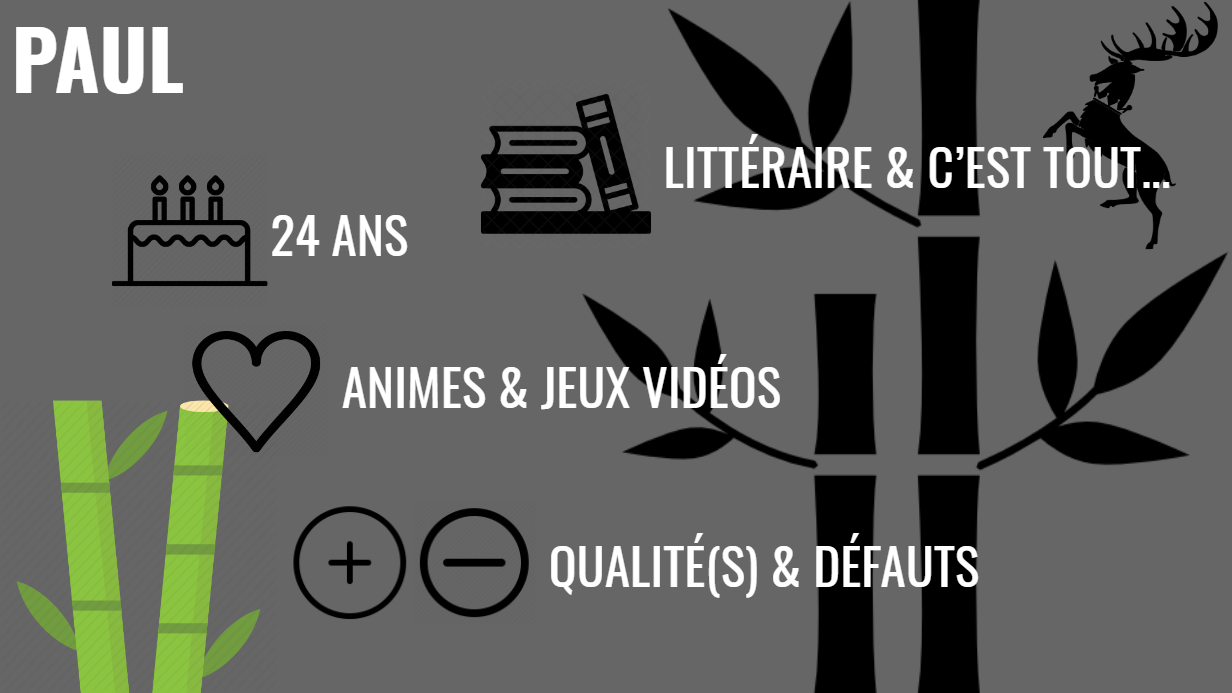 PAUL
LITTÉRAIRE & C’EST TOUT...
24 ANS
ANIMES & JEUX VIDÉOS
QUALITÉ(S) & DÉFAUTS